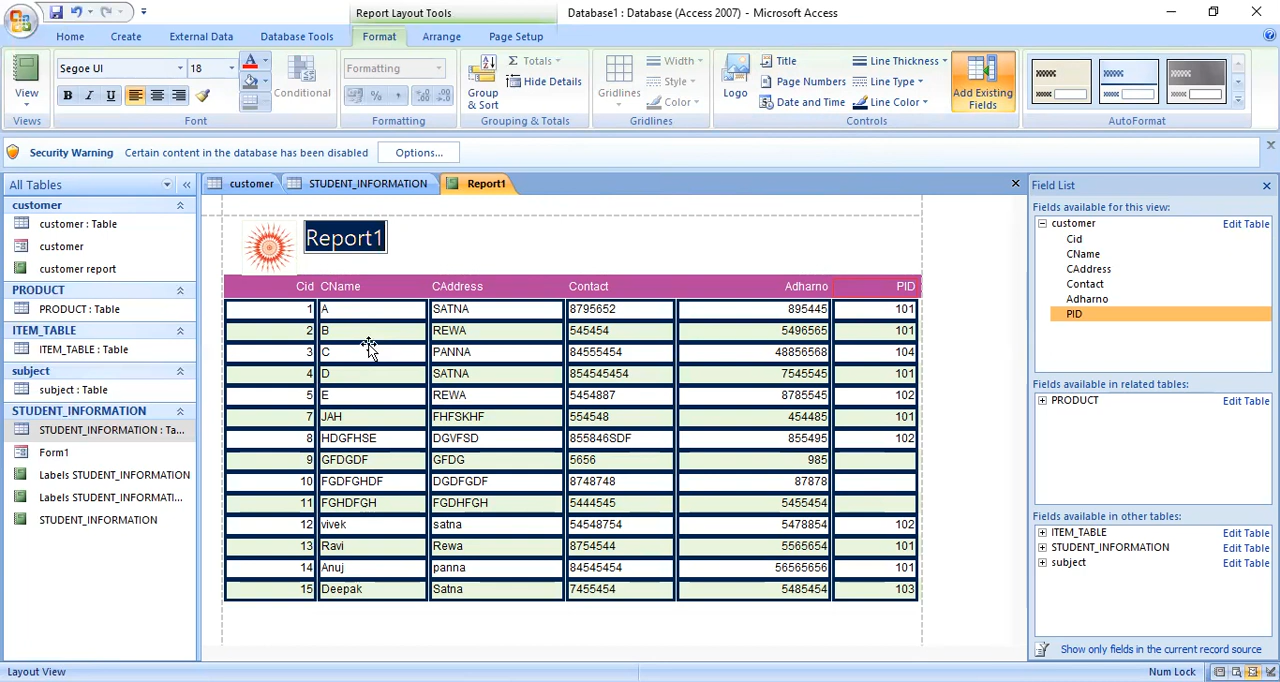 Report Layout Tools
Database1 : Database (Access 2007) - Microsoft Access
Home Create External Data Database Tools Format Arrange Page Setup
View
Views
Segoe UI 18
B I U
Font
Conditional
Formatting
%
Formatting
Group & Sort
Σ Totals
Hide Details
Grouping & Totals
Gridlines
Width
Style
Color
Gridlines
Logo
Title
Page Numbers
Date and Time
Line Thickness
Line Type
Line Color
Controls
Add Existing Fields
AutoFormat
Security Warning Certain content in the database has been disabled Options...
All Tables
customer
customer : Table
customer
customer report
PRODUCT
PRODUCT : Table
ITEM_TABLE
ITEM_TABLE : Table
subject
subject : Table
STUDENT_INFORMATION
STUDENT_INFORMATION : Ta...
Form1
Labels STUDENT_INFORMATION
Labels STUDENT_INFORMATI...
STUDENT_INFORMATION
customer STUDENT_INFORMATION Report1
Report1
Cid CName CAddress Contact Adharno PID
1 A SATNA 8795652 895445 101
2 B REWA 545454 5496565 101
3 C PANNA 84555454 48856568 104
4 D SATNA 854545454 7545545 101
5 E REWA 5454887 8785545 102
7 JAH FHFSKHF 554548 454485 101
8 HDGFHSE DGVFSD 855846SDF 855495 102
9 GFDGDF GFDG 5656 985
10 FGDFGHDF DGDFGDF 8748748 87878
11 FGHDFGH FGDHFGH 5444545 5455454
12 vivek satna 54548754 5478854 102
13 Ravi Rewa 8754544 5565654 101
14 Anuj panna 84545454 56565656 101
15 Deepak Satna 7455454 5485454 103
Field List
Fields available for this view:
customer Edit Table
Cid
CName
CAddress
Contact
Adharno
PID
Fields available in related tables:
PRODUCT Edit Table
Fields available in other tables:
ITEM_TABLE Edit Table
STUDENT_INFORMATION Edit Table
subject Edit Table
Show only fields in the current record source
Layout View
Num Lock